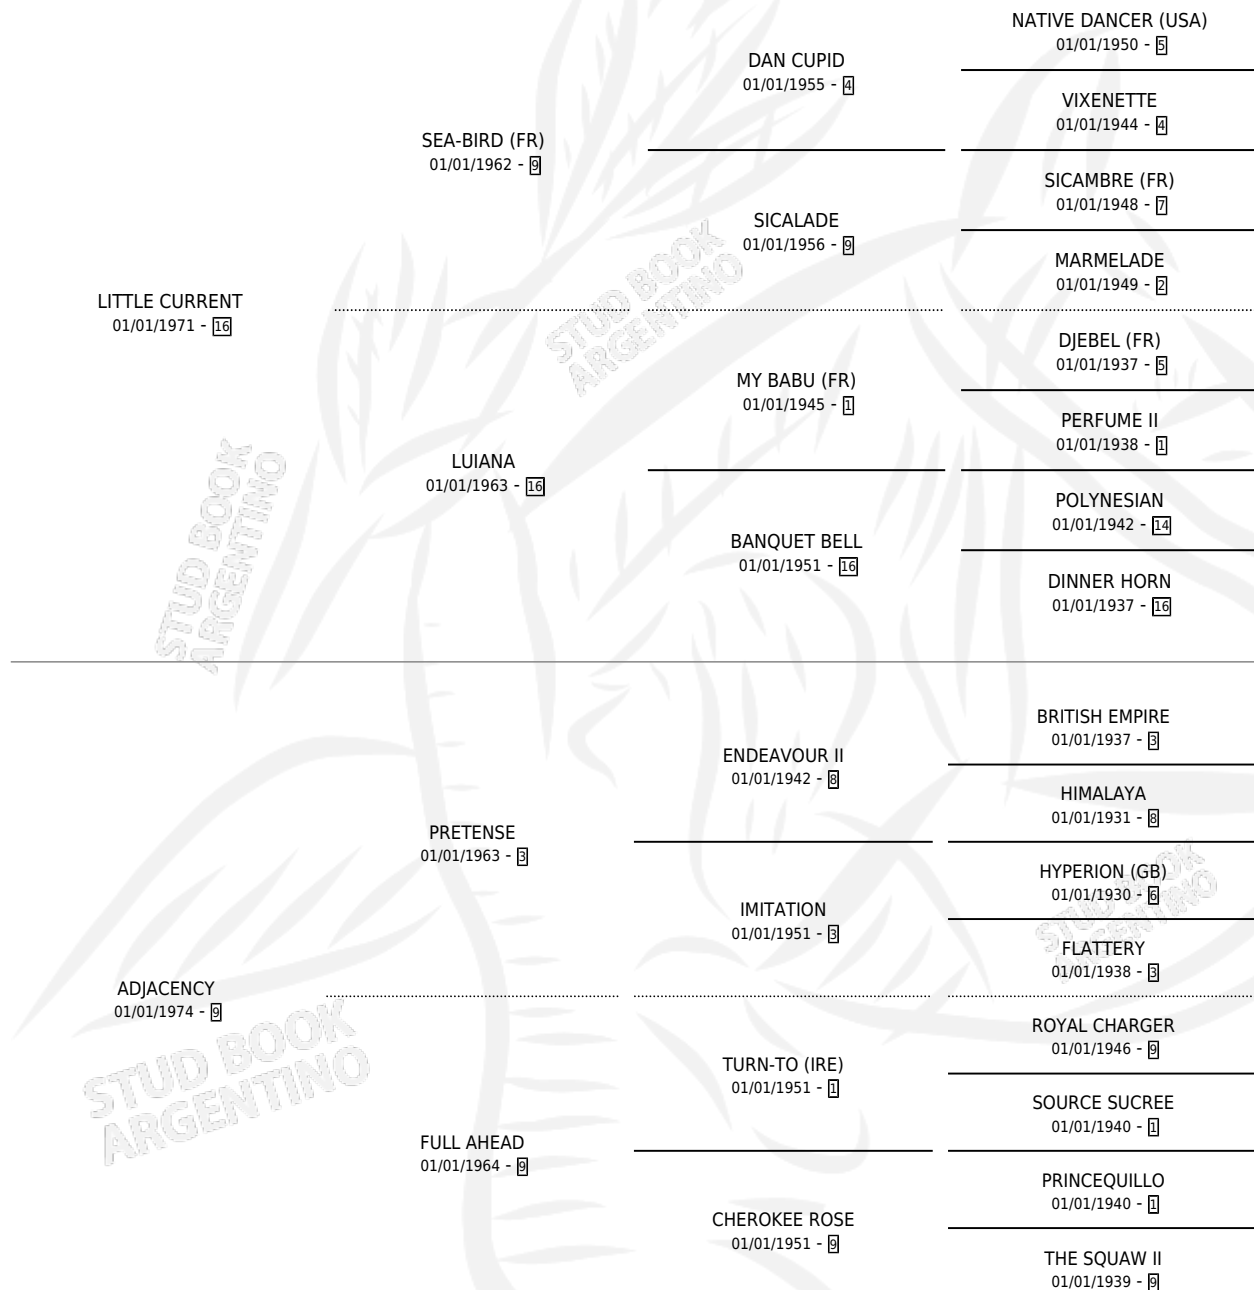 NATIVE DANCER (USA)
01/01/1950 - 5
DAN CUPID
01/01/1955 - 4
VIXENETTE
01/01/1944 - 4
SEA-BIRD (FR)
01/01/1962 - 9
SICAMBRE (FR)
01/01/1948 - 7
SICALADE
01/01/1956 - 9
MARMELADE
01/01/1949 - 2
LITTLE CURRENT
01/01/1971 - 16
STUD BOOK
ARGENTINO
DJEBEL (FR)
01/01/1937 - 5
MY BABU (FR)
01/01/1945 - 1
PERFUME II
01/01/1938 - 1
LUIANA
01/01/1963 - 16
POLYNESIAN
01/01/1942 - 14
BANQUET BELL
01/01/1951 - 16
DINNER HORN
01/01/1937 - 16
STUD BOOK
ARGENTINO
BRITISH EMPIRE
01/01/1937 - 3
ENDEAVOUR II
01/01/1942 - 8
HIMALAYA
01/01/1931 - 8
PRETENSE
01/01/1963 - 3
HYPERION (GB)
01/01/1930 - 6
IMITATION
01/01/1951 - 3
FLATTERY
01/01/1938 - 3
STUD BOOK
ARGENTINO
ADJACENCY
01/01/1974 - 9
ROYAL CHARGER
01/01/1946 - 9
TURN-TO (IRE)
01/01/1951 - 1
SOURCE SUCREE
01/01/1940 - 1
FULL AHEAD
01/01/1964 - 9
PRINCEQUILLO
01/01/1940 - 1
CHEROKEE ROSE
01/01/1951 - 9
THE SQUAW II
01/01/1939 - 9
STUD BOOK
ARGENTINO